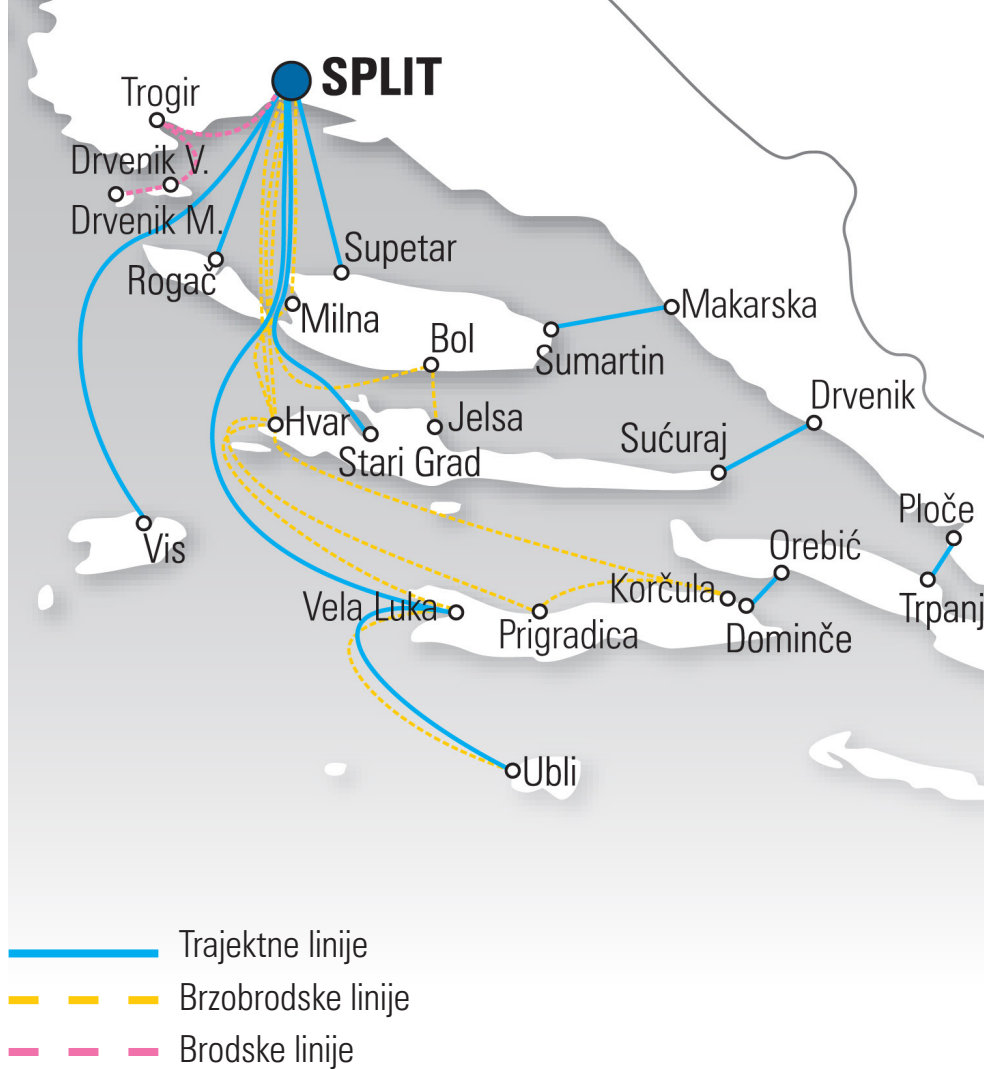 SPLIT
Trogir
Drvenik V.
Drvenik M.
Rogač
Supetar
Milna
Makarska
Bol
Sumartin
Drvenik
Hvar
Jelsa
Stari Grad
Sućuraj
Ploče
Vis
Orebić
Korčula
Vela Luka
Trpanj
Prigradica
Dominče
Ubli
Trajektne linije
Brzobrodske linije
Brodske linije